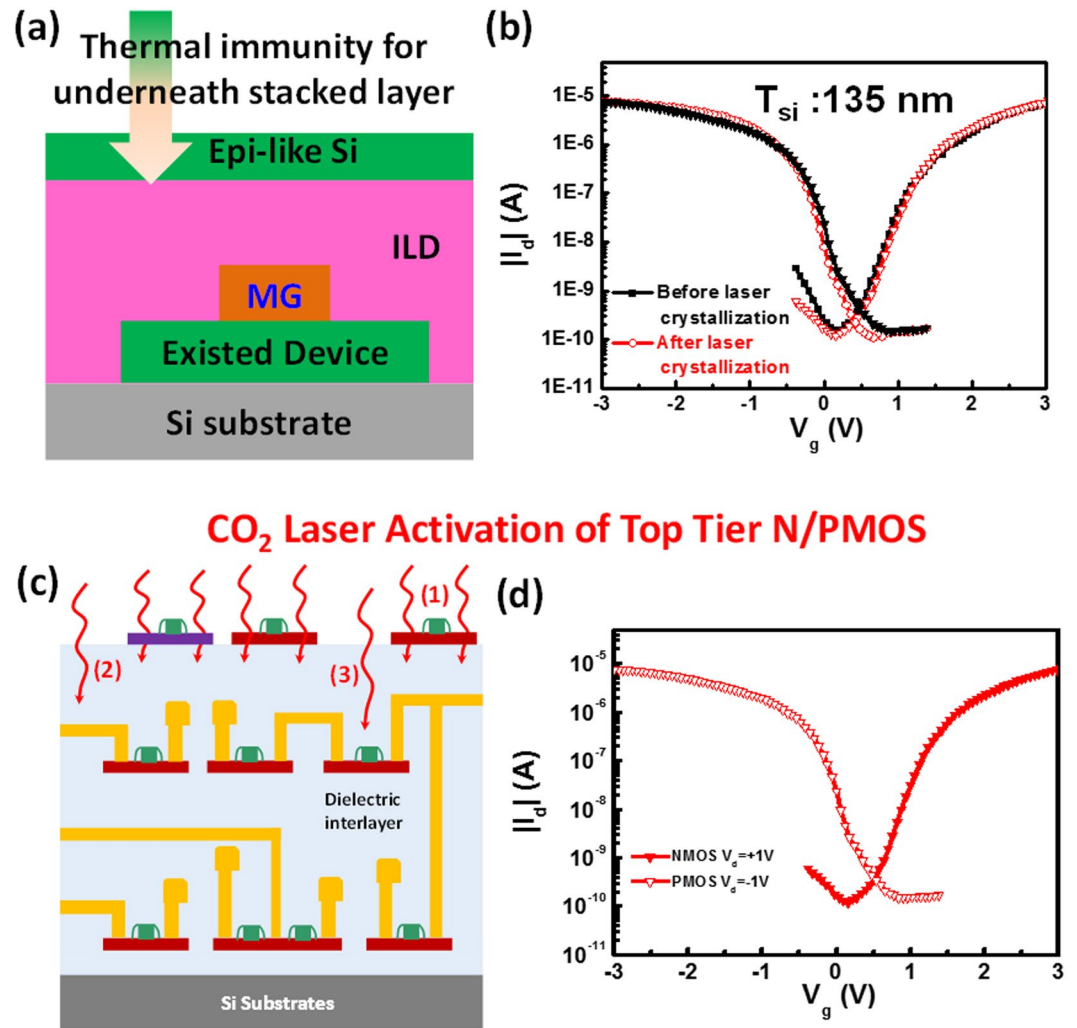 (a)
Thermal immunity for
underneath stacked layer
Epi-like Si
ILD
MG
Existed Device
Si substrate
(b)
1E-5
1E-6
1E-7
1E-8
1E-9
1E-10
1E-11
|I_d| (A)
T_si :135 nm
Before laser
crystallization
After laser
crystallization
-3 -2 -1 0 1 2 3
V_g (V)
CO₂ Laser Activation of Top Tier N/PMOS
(c)
(1)
(2)
(3)
Dielectric
interlayer
Si Substrates
(d)
10⁻⁵
10⁻⁶
10⁻⁷
10⁻⁸
10⁻⁹
10⁻¹⁰
10⁻¹¹
|I_d| (A)
NMOS V_d=+1V
PMOS V_d=-1V
-3 -2 -1 0 1 2 3
V_g (V)